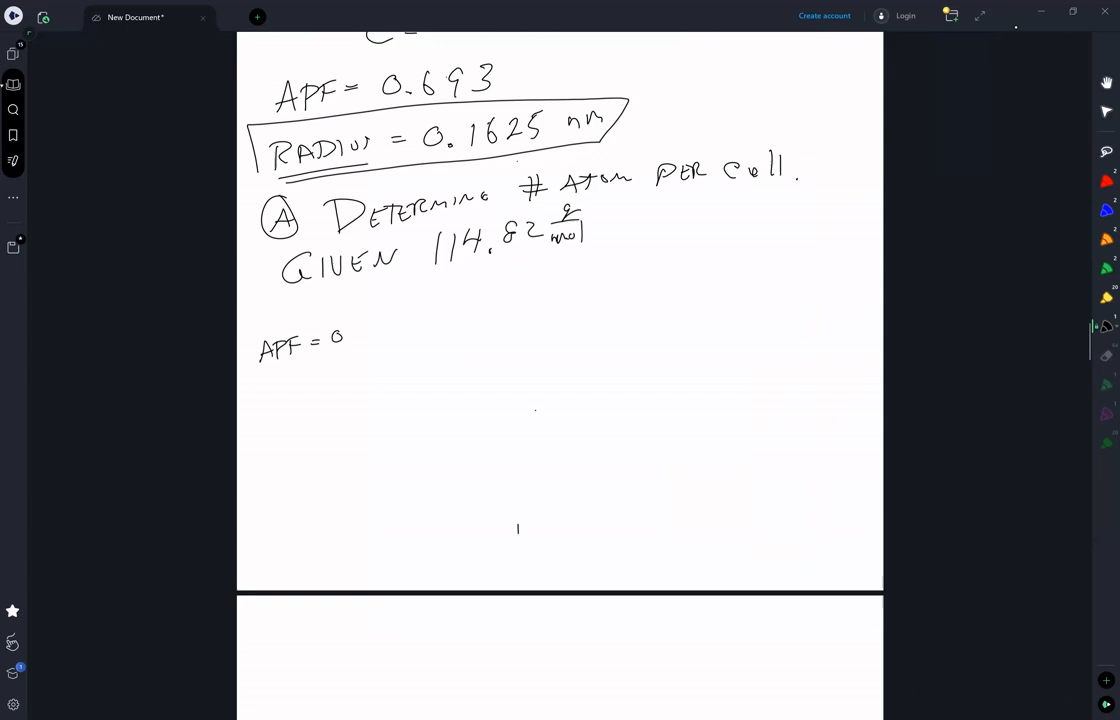 New Document*
Create account
Login
APF = 0.693
RADIUS = 0.1625 nm
A DETERMINE # ATOM PER CELL.
GIVEN 114.82 g/mol
APF = 0